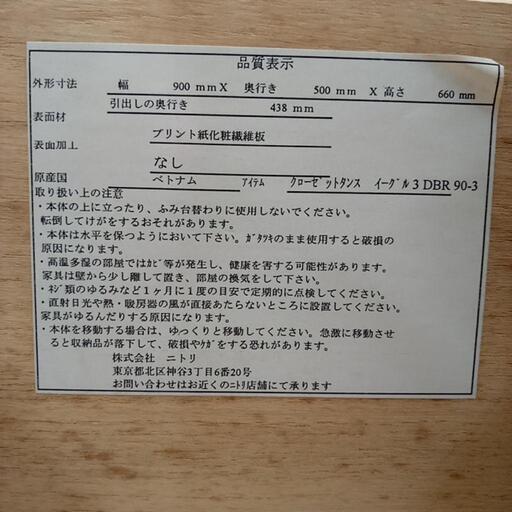 品質表示
外形寸法 幅 900 mmX 奥行き 500 mm X 高さ 660 mm
引出しの奥行き 438 mm
表面材 プリント紙化粧繊維板
表面加工 なし
原産国 ベトナム ｱｲﾃﾑ ｸﾛｰｾﾞｯﾄﾀﾝｽ ｲｰｸﾞﾙ 3 DBR 90-3
取り扱い上の注意
・本体の上に立ったり、ふみ台替わりに使用しないでください。
転倒してけがをするおそれがあります。
・本体は水平を保つようにおいて下さい。ｶﾞﾀﾂｷのまま使用すると破損の
原因になります。
・高温多湿の部屋ではｶﾋﾞ等が発生し、健康を害する可能性があります。
家具は壁から少し離して置き、部屋の換気をして下さい。
・ﾈｼﾞ類のゆるみなど１ヶ月に１度の目安で定期的に点検してください。
・直射日光や熱・暖房器の風が直接あたらないところに設置してください。
家具がゆるんだりする原因になります。
・本体を移動する場合は、ゆっくりと移動してください。急激に移動させ
ると収納品が落下して、破損やｹｶﾞをする恐れがあります。
株式会社 ニトリ
東京都北区神谷3丁目6番20号
お問い合わせはお近くのﾆﾄﾘ店舗にて承ります